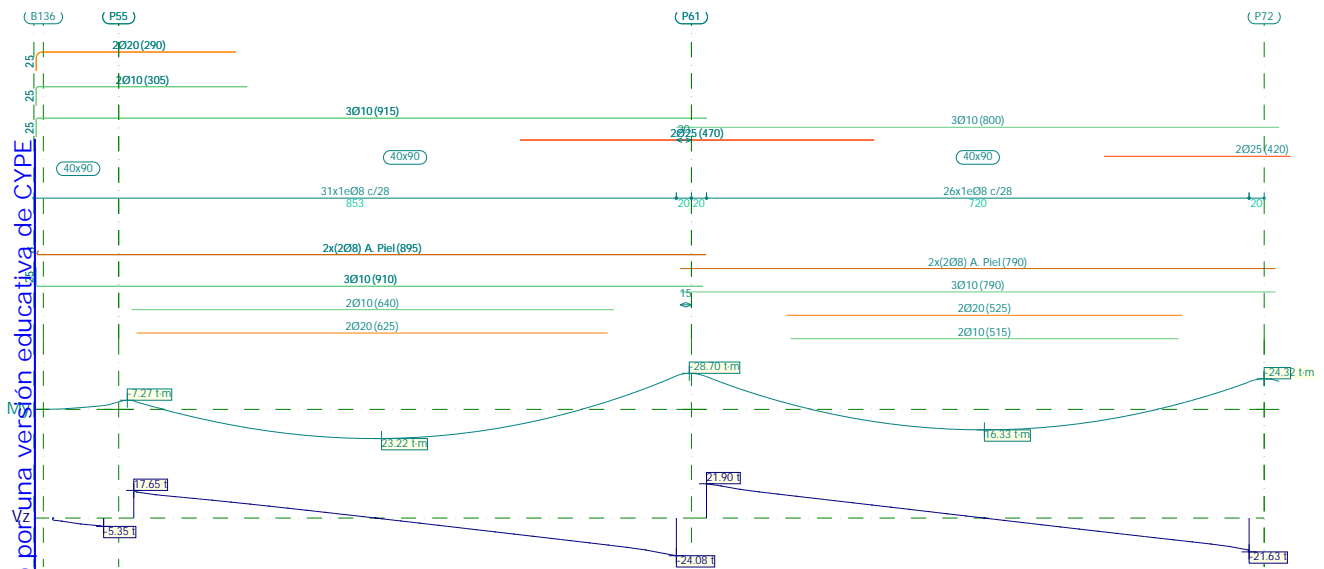 B136
P55
P61
P72
2Ø20 (290)
25
2Ø10 (305)
25
3Ø10 (915)
25
3Ø10 (800)
20
2Ø25 (470)
2Ø25 (420)
40x90
40x90
40x90
31x1eØ8 c/28
26x1eØ8 c/28
853
20
20
720
20
2x(2Ø8) A. Piel (895)
2x(2Ø8) A. Piel (790)
25
3Ø10 (910)
3Ø10 (790)
15
2Ø10 (640)
2Ø20 (525)
2Ø20 (625)
2Ø10 (515)
-28.70 t·m
-24.32 t·m
-7.27 t·m
My
16.33 t·m
23.22 t·m
21.90 t
17.65 t
Vz
-5.35 t
-24.08 t
-21.63 t
por una versión educativa de CYPE